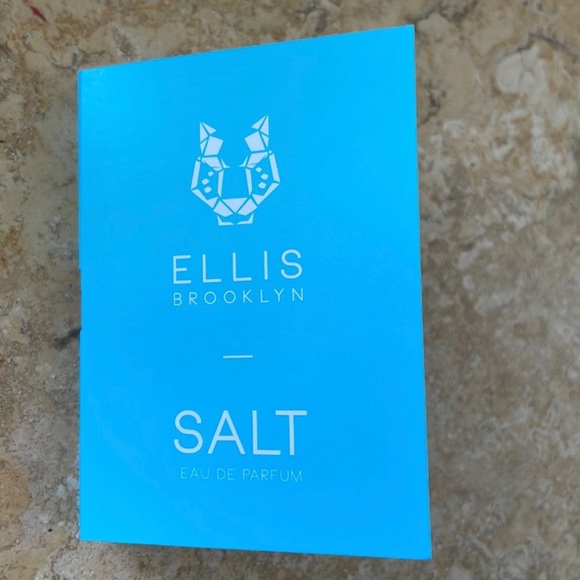 ELLIS
BROOKLYN
SALT
EAU DE PARFUM